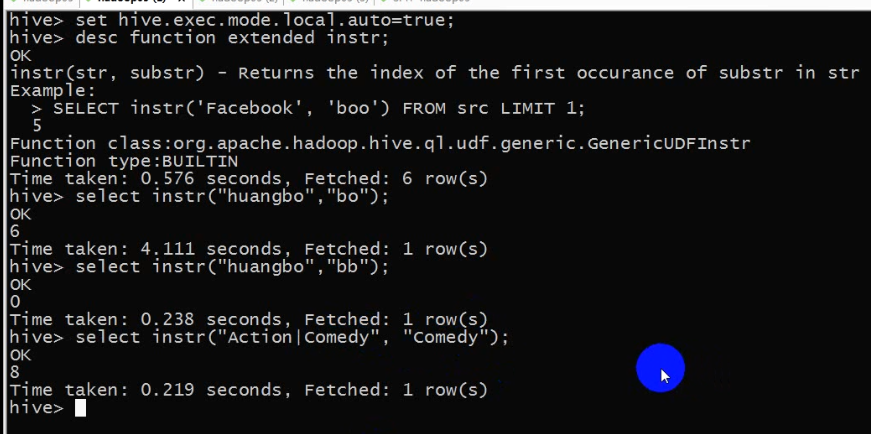 hive> set hive.exec.mode.local.auto=true;
hive> desc function extended instr;
OK
instr(str, substr) - Returns the index of the first occurance of substr in str
Example:
  > SELECT instr('Facebook', 'boo') FROM src LIMIT 1;
  5
Function class:org.apache.hadoop.hive.ql.udf.generic.GenericUDFInstr
Function type:BUILTIN
Time taken: 0.576 seconds, Fetched: 6 row(s)
hive> select instr("huangbo","bo");
OK
6
Time taken: 4.111 seconds, Fetched: 1 row(s)
hive> select instr("huangbo","bb");
OK
0
Time taken: 0.238 seconds, Fetched: 1 row(s)
hive> select instr("Action|Comedy", "Comedy");
OK
8
Time taken: 0.219 seconds, Fetched: 1 row(s)
hive>